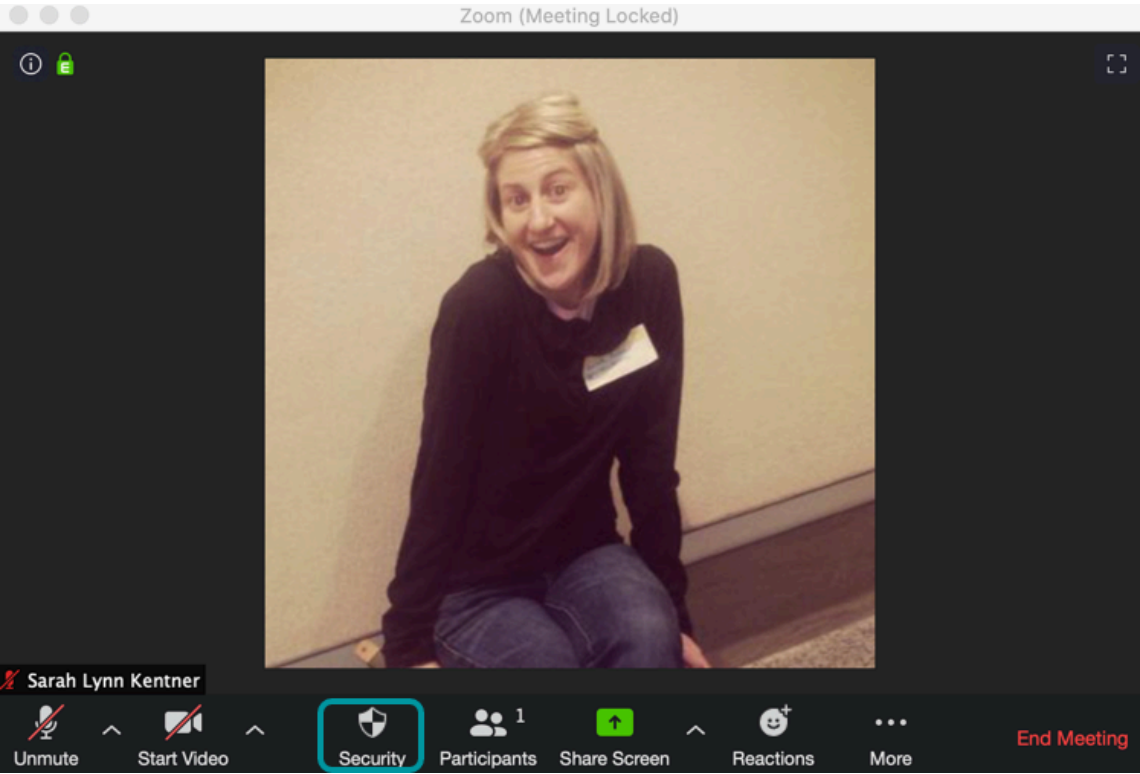 Zoom (Meeting Locked)
E
Sarah Lynn Kentner
1
Unmute Start Video Security Participants Share Screen Reactions More End Meeting